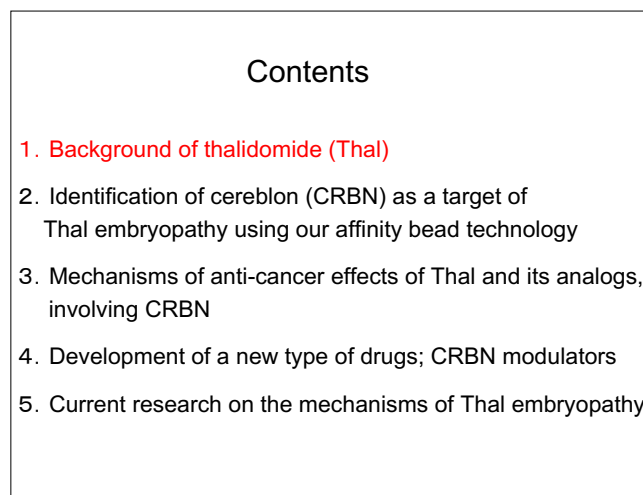 Contents
1. Background of thalidomide (Thal)
2. Identification of cereblon (CRBN) as a target of
Thal embryopathy using our affinity bead technology
3. Mechanisms of anti-cancer effects of Thal and its analogs,
involving CRBN
4. Development of a new type of drugs; CRBN modulators
5. Current research on the mechanisms of Thal embryopathy